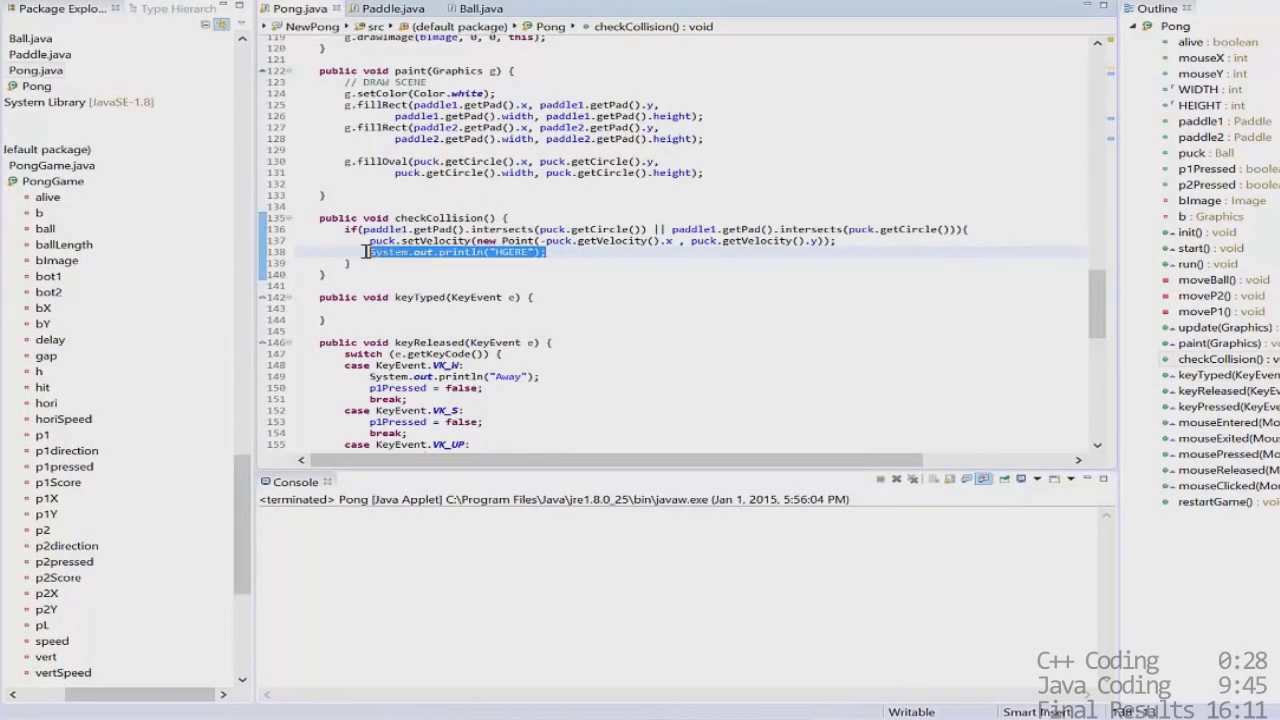 Package Explo...
Type Hierarch
Ball.java
Paddle.java
Pong.java
Pong
System Library [JavaSE-1.8]
efault package)
PongGame.java
PongGame
alive
b
ball
ballLength
bImage
bot1
bot2
bX
bY
delay
gap
h
hit
hori
horiSpeed
p1
p1direction
p1pressed
p1Score
p1X
p1Y
p2
p2direction
p2pressed
p2Score
p2X
p2Y
pL
speed
vert
vertSpeed
Pong.java Paddle.java Ball.java
NewPong src (default package) Pong checkCollision() : void
119 g.drawImage(bImage, 0, 0, this);
120 }
121
122 public void paint(Graphics g) {
123 // DRAW SCENE
124 g.setColor(Color.white);
125 g.fillRect(paddle1.getPad().x, paddle1.getPad().y,
126 paddle1.getPad().width, paddle1.getPad().height);
127 g.fillRect(paddle2.getPad().x, paddle2.getPad().y,
128 paddle2.getPad().width, paddle2.getPad().height);
129
130 g.fillOval(puck.getCircle().x, puck.getCircle().y,
131 puck.getCircle().width, puck.getCircle().height);
132
133 }
134
135 public void checkCollision() {
136 if(paddle1.getPad().intersects(puck.getCircle()) || paddle1.getPad().intersects(puck.getCircle())){
137 puck.setVelocity(new Point(-puck.getVelocity().x , puck.getVelocity().y));
138 System.out.println("HGERE");
139 }
140 }
141
142 public void keyTyped(KeyEvent e) {
143
144 }
145
146 public void keyReleased(KeyEvent e) {
147 switch (e.getKeyCode()) {
148 case KeyEvent.VK_W:
149 System.out.println("Away");
150 p1Pressed = false;
151 break;
152 case KeyEvent.VK_S:
153 p1Pressed = false;
154 break;
155 case KeyEvent.VK_UP:
Console
<terminated> Pong [Java Applet] C:\Program Files\Java\jre1.8.0_25\bin\javaw.exe (Jan 1, 2015, 5:56:04 PM)
Outline
Pong
alive : boolean
mouseX : int
mouseY : int
WIDTH : int
HEIGHT : int
paddle1 : Paddle
paddle2 : Paddle
puck : Ball
p1Pressed : boole
p2Pressed : boole
bImage : Image
b : Graphics
init() : void
start() : void
run() : void
moveBall() : void
moveP2() : void
moveP1() : void
update(Graphics)
paint(Graphics) :
checkCollision() : v
keyTyped(KeyEven
keyReleased(KeyE
keyPressed(KeyEv
mouseEntered(Mo
mouseExited(Mou
mousePressed(Mo
mouseReleased(M
mouseClicked(Mou
restartGame() : vo
C++ Coding 0:28
Java Coding 9:45
Final Results 16:11
Writable Smart Insert